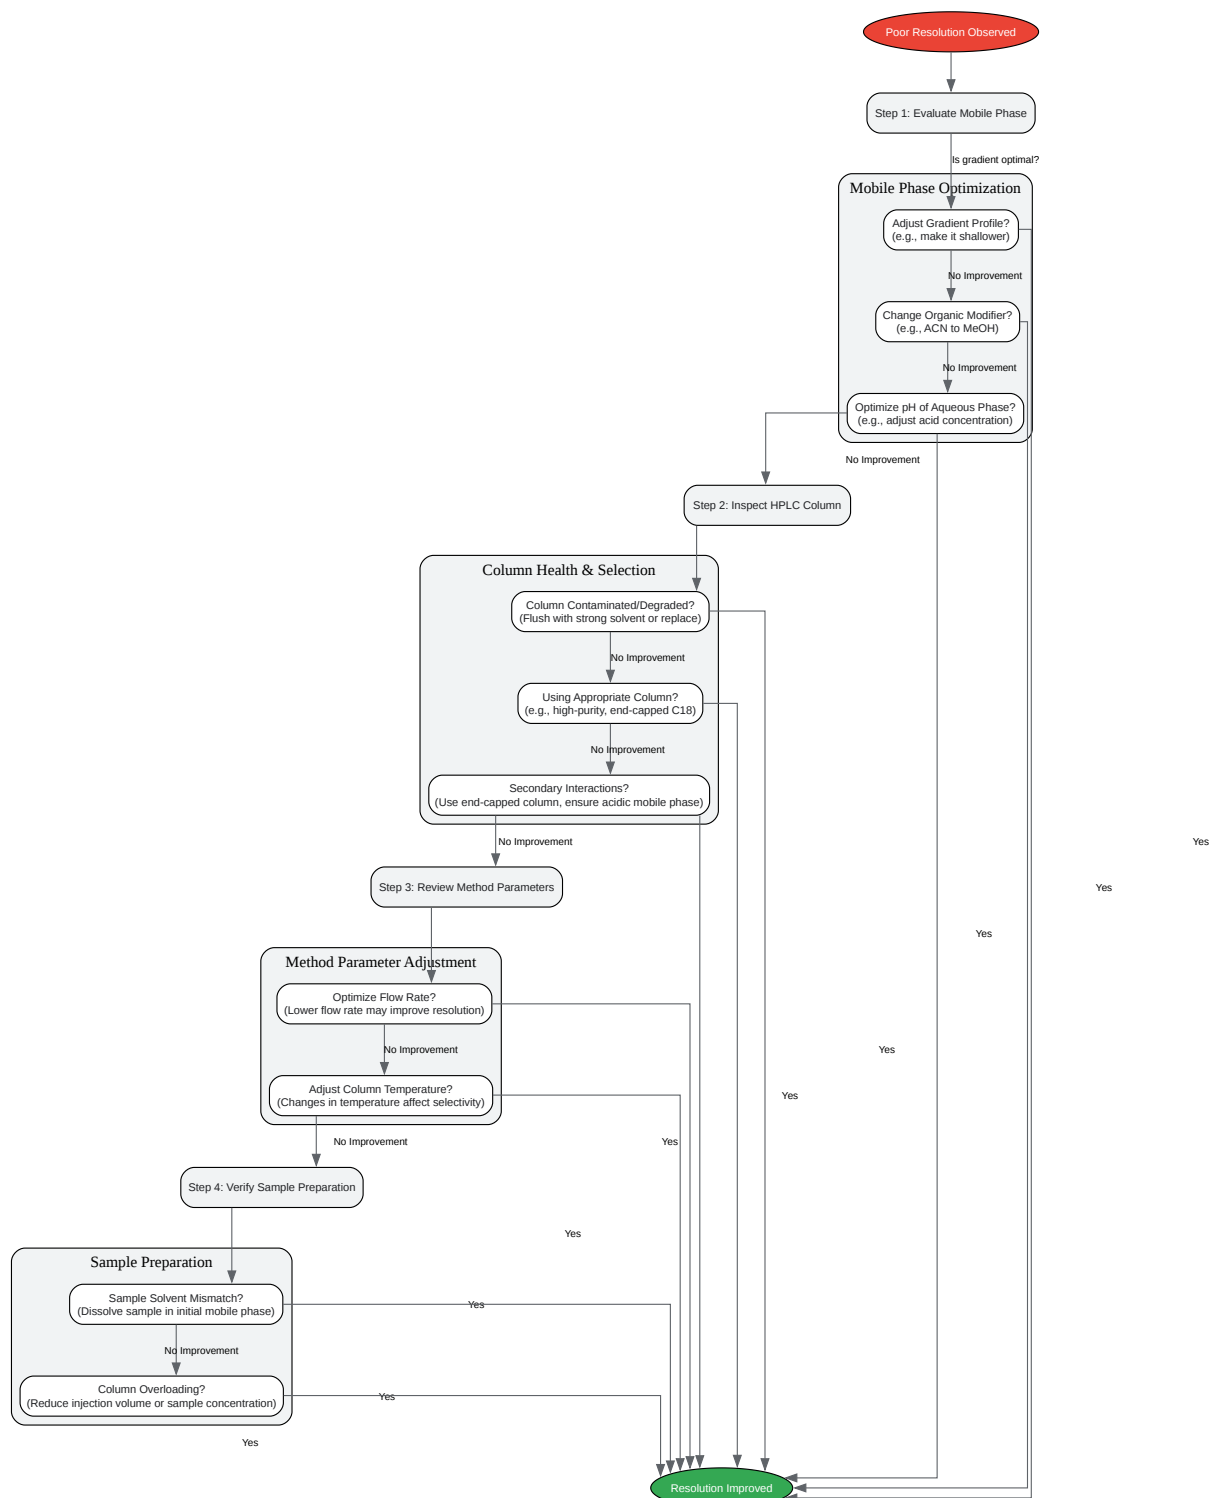 Poor Resolution Observed
Step 1: Evaluate Mobile Phase
Is gradient optimal?
Mobile Phase Optimization
Adjust Gradient Profile?
(e.g., make it shallower)
No Improvement
Change Organic Modifier?
(e.g., ACN to MeOH)
No Improvement
Optimize pH of Aqueous Phase?
(e.g., adjust acid concentration)
No Improvement
Step 2: Inspect HPLC Column
Column Health & Selection
Column Contaminated/Degraded?
(Flush with strong solvent or replace)
No Improvement
Using Appropriate Column?
(e.g., high-purity, end-capped C18)
No Improvement
Secondary Interactions?
(Use end-capped column, ensure acidic mobile phase)
No Improvement
Yes
Step 3: Review Method Parameters
Yes
Yes
Method Parameter Adjustment
Optimize Flow Rate?
(Lower flow rate may improve resolution)
No Improvement
Yes
Adjust Column Temperature?
(Changes in temperature affect selectivity)
Yes
No Improvement
Yes
Step 4: Verify Sample Preparation
Yes
Sample Preparation
Sample Solvent Mismatch?
(Dissolve sample in initial mobile phase)
Yes
No Improvement
Column Overloading?
(Reduce injection volume or sample concentration)
Yes
Yes
Resolution Improved